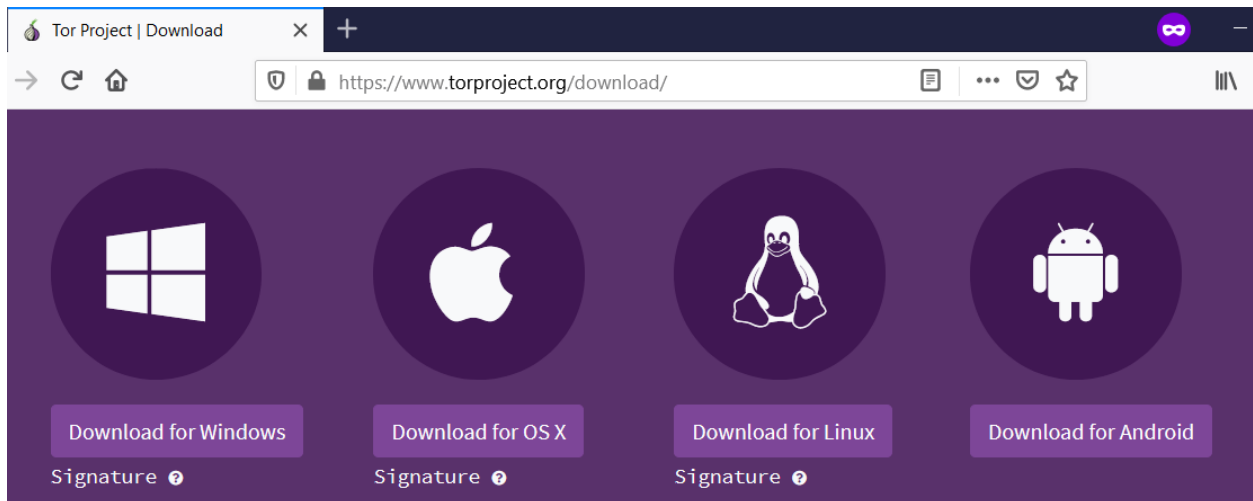 Tor Project | Download
https://www.torproject.org/download/
Download for Windows Download for OS X Download for Linux Download for Android
Signature ? Signature ? Signature ?